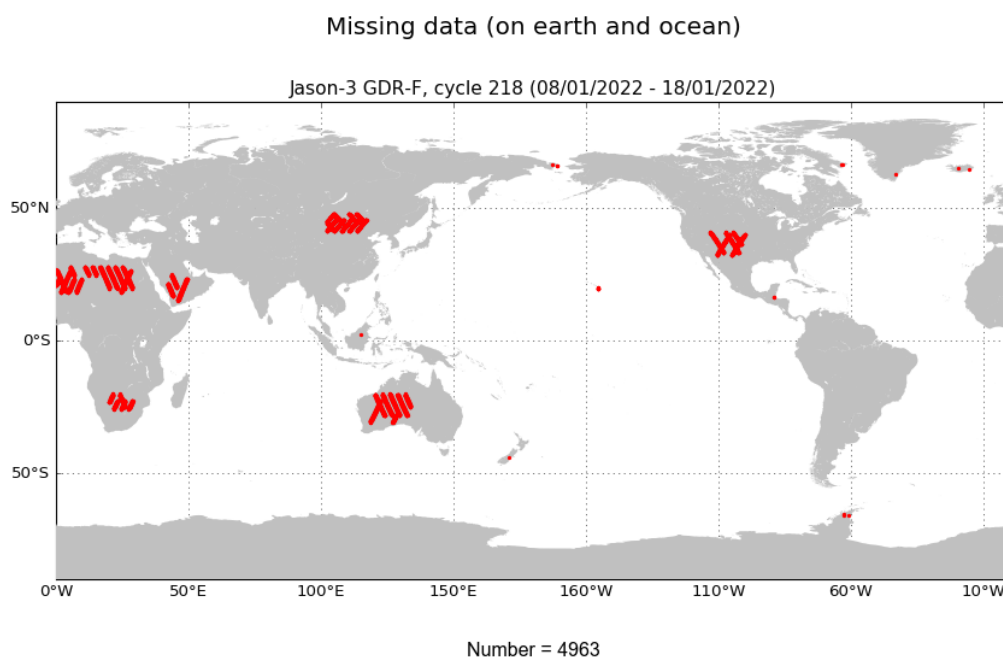 Missing data (on earth and ocean)
Jason-3 GDR-F, cycle 218 (08/01/2022 - 18/01/2022)
50°N
0°S
50°S
0°W 50°E 100°E 150°E 160°W 110°W 60°W 10°W
Number = 4963